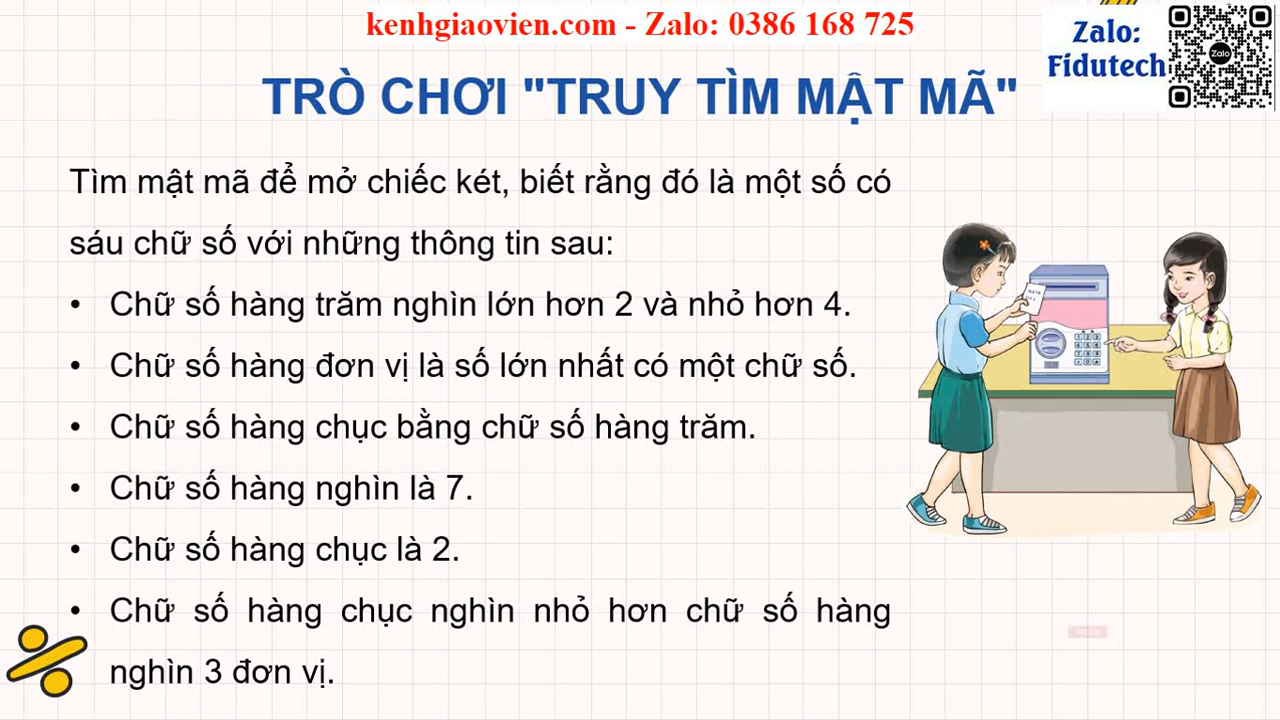 kenhgiaovien.com - Zalo: 0386 168 725
Zalo:
Fidutech
Zalo
TRÒ CHƠI "TRUY TÌM MẬT MÃ"
Tìm mật mã để mở chiếc két, biết rằng đó là một số có
sáu chữ số với những thông tin sau:
• Chữ số hàng trăm nghìn lớn hơn 2 và nhỏ hơn 4.
• Chữ số hàng đơn vị là số lớn nhất có một chữ số.
• Chữ số hàng chục bằng chữ số hàng trăm.
• Chữ số hàng nghìn là 7.
• Chữ số hàng chục là 2.
• Chữ số hàng chục nghìn nhỏ hơn chữ số hàng
nghìn 3 đơn vị.